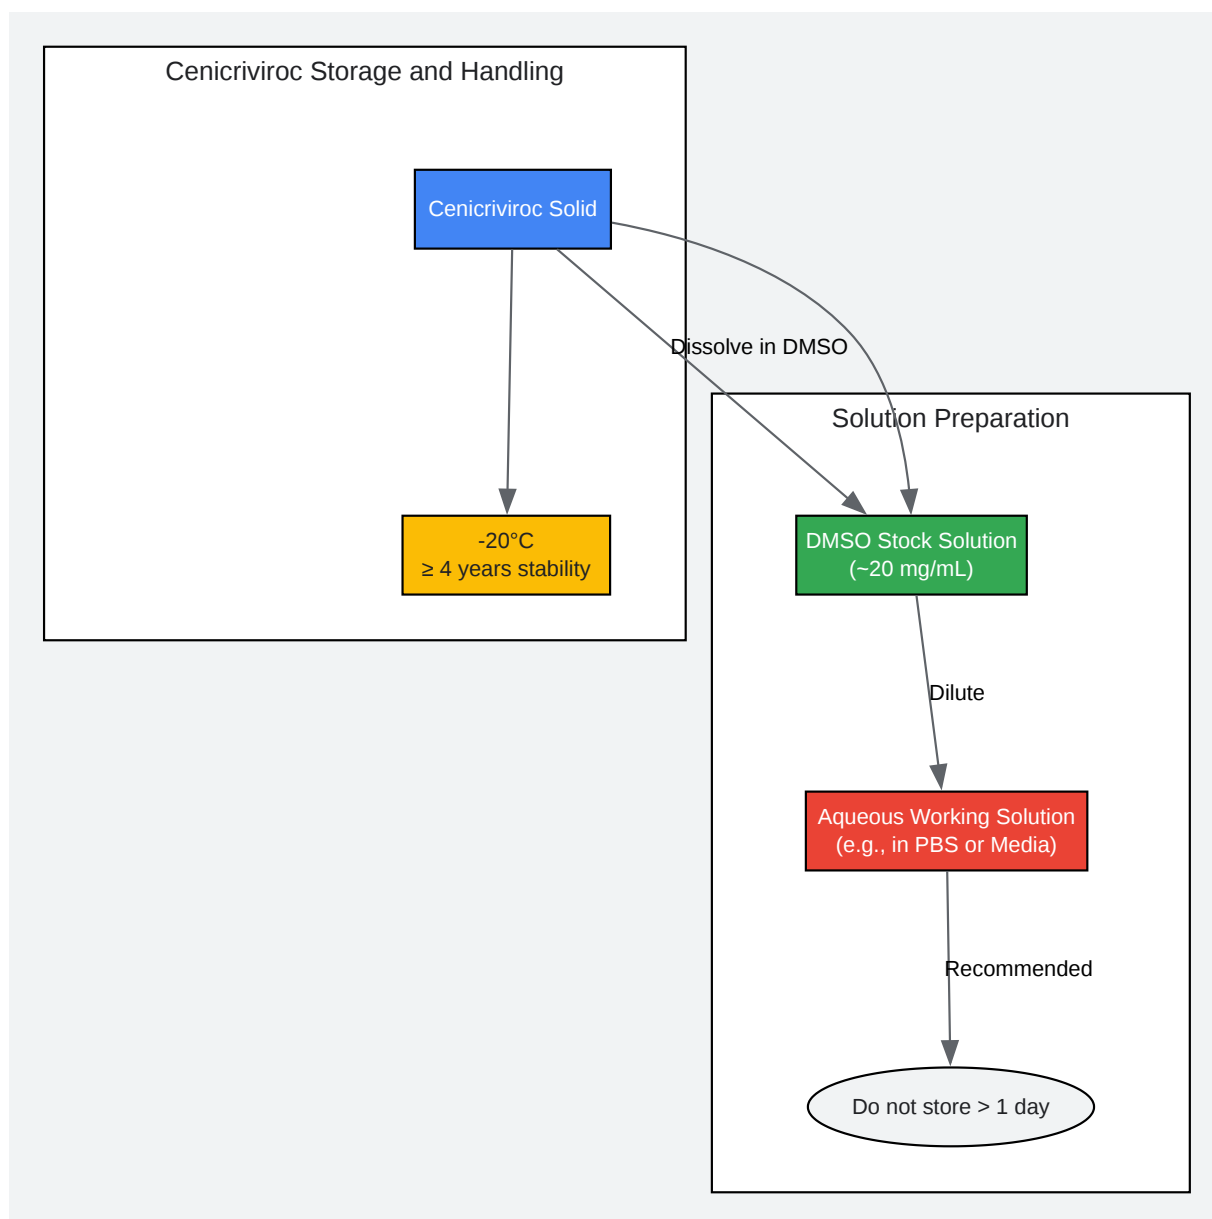 Cenicriviroc Storage and Handling
Cenicriviroc Solid
Dissolve in DMSO
Solution Preparation
-20°C
≥ 4 years stability
DMSO Stock Solution
(~20 mg/mL)
Dilute
Aqueous Working Solution
(e.g., in PBS or Media)
Recommended
Do not store > 1 day